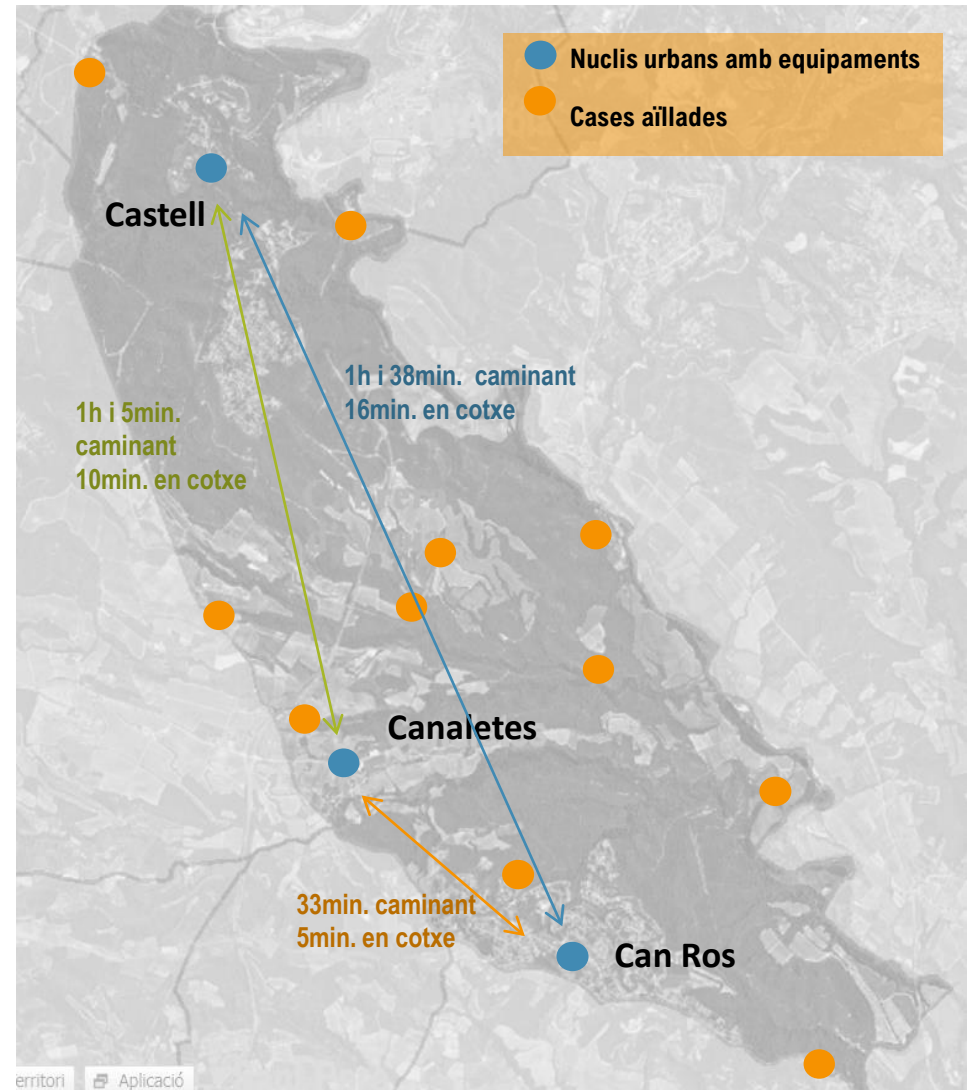 Nuclis urbans amb equipaments
Cases aïllades
Castell
1h i 38min. caminant
16min. en cotxe
1h i 5min.
caminant
10min. en cotxe
Canaletes
33min. caminant
5min. en cotxe
Can Ros
erritori
Aplicació